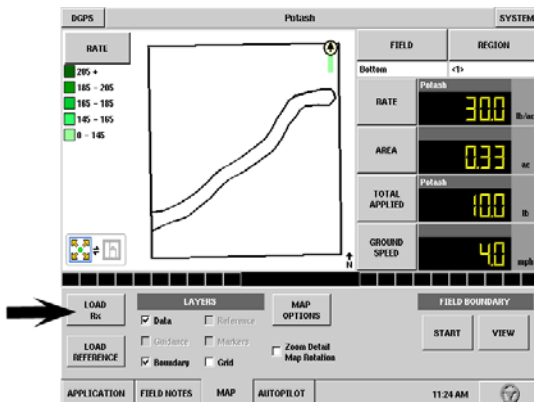 DGPS Potash SYSTEM
RATE
205 +
185 - 205
165 - 185
145 - 165
0 - 145
N
FIELD REGION
Bottom <1>
RATE Potash 30.0 lb/ac
AREA 0.33 ac
TOTAL APPLIED Potash 10.0 lb
GROUND SPEED 4.0 mph
LOAD Rx
LOAD REFERENCE
LAYERS
Data Reference
Guidance Markers
Boundary Grid
MAP OPTIONS
Zoom Detail
Map Rotation
FIELD BOUNDARY
START VIEW
APPLICATION FIELD NOTES MAP AUTOPILOT 11:24 AM